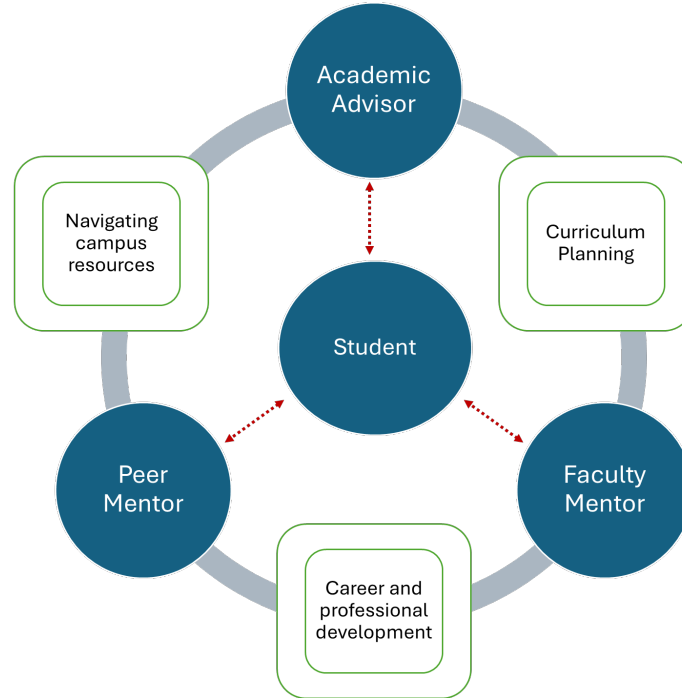 Academic
Advisor
Navigating
campus
resources
Curriculum
Planning
Student
Peer
Mentor
Faculty
Mentor
Career and
professional
development